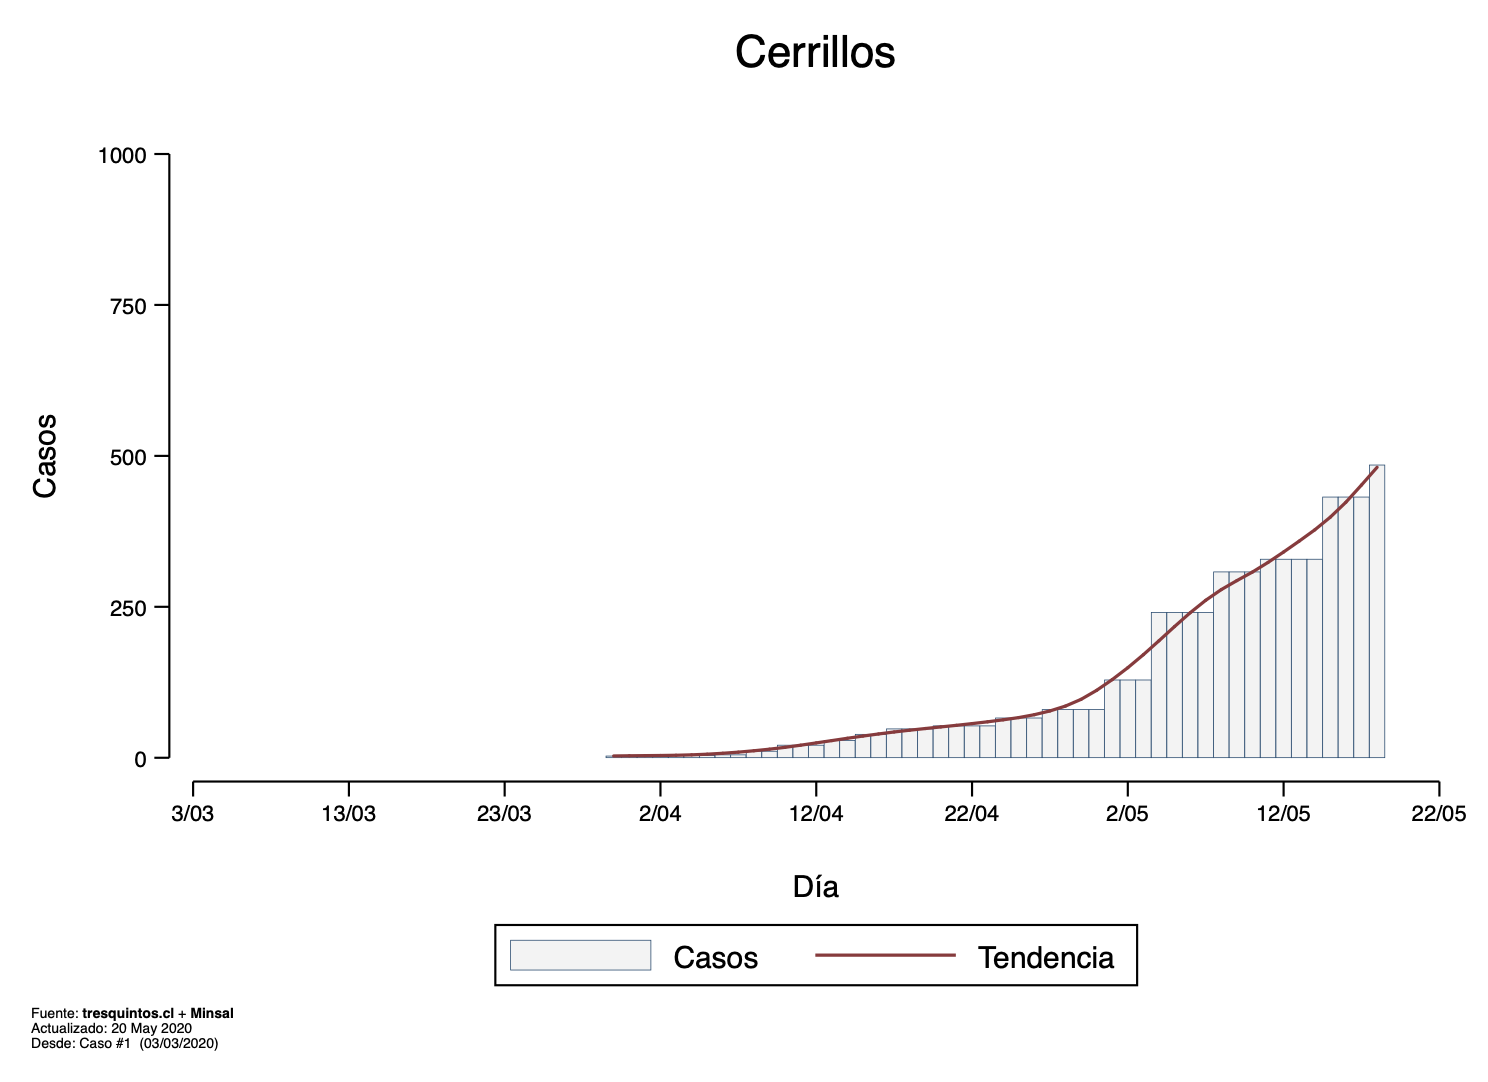 Cerrillos
1000
750
500
250
0
Casos
3/03 13/03 23/03 2/04 12/04 22/04 2/05 12/05 22/05
Día
Casos Tendencia
Fuente: tresquintos.cl + Minsal
Actualizado: 20 May 2020
Desde: Caso #1 (03/03/2020)